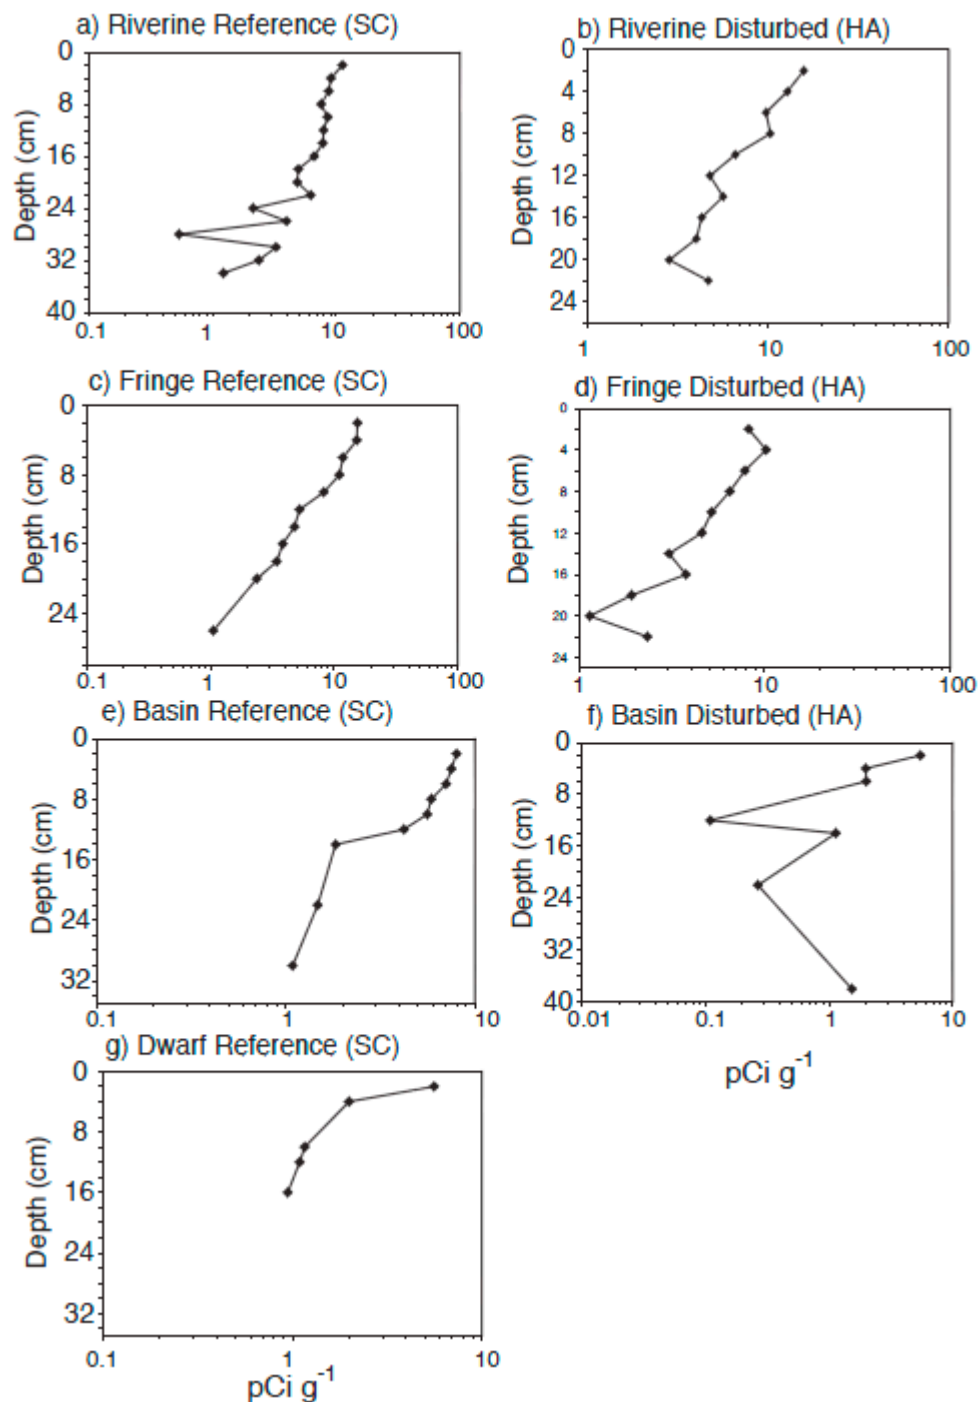 a) Riverine Reference (SC)
0
8
16
24
32
40
Depth (cm)
0.1 1 10 100
b) Riverine Disturbed (HA)
0
4
8
12
16
20
24
Depth (cm)
1 10 100
c) Fringe Reference (SC)
0
8
16
24
Depth (cm)
0.1 1 10 100
d) Fringe Disturbed (HA)
0
4
8
12
16
20
24
Depth (cm)
1 10 100
e) Basin Reference (SC)
0
8
16
24
32
Depth (cm)
0.1 1 10
f) Basin Disturbed (HA)
0
8
16
24
32
40
Depth (cm)
0.01 0.1 1 10
pCi g⁻¹
g) Dwarf Reference (SC)
0
8
16
24
32
Depth (cm)
0.1 1 10
pCi g⁻¹